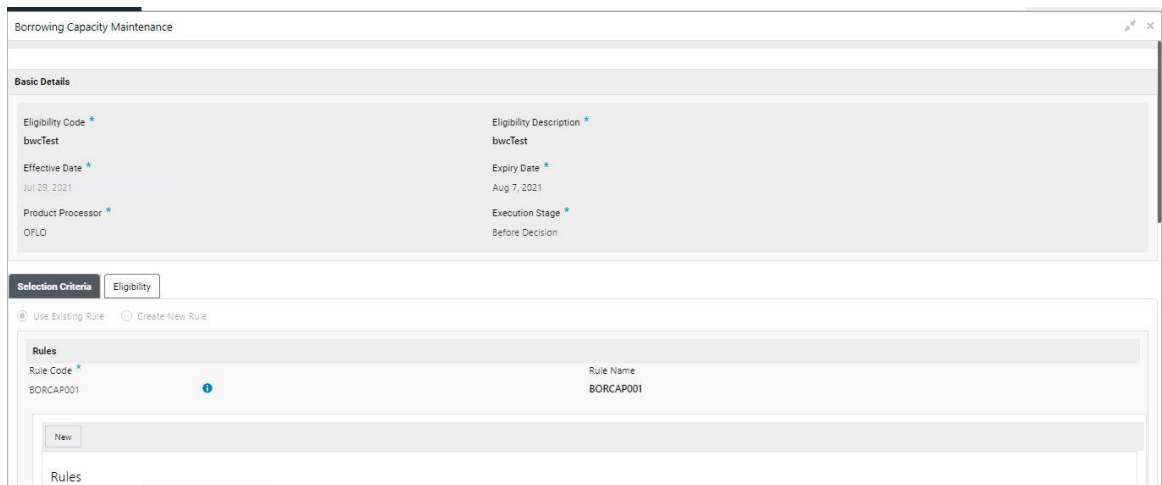 Borrowing Capacity Maintenance
Basic Details
Eligibility Code *
Eligibility Description *
bwcTest
bwcTest
Effective Date *
Expiry Date *
Jul 29, 2021
Aug 7, 2021
Product Processor *
Execution Stage *
OFLO
Before Decision
Selection Criteria
Eligibility
Use Existing Rule
Create New Rule
Rules
Rule Code *
Rule Name
BORCAP001
BORCAP001
New
Rules